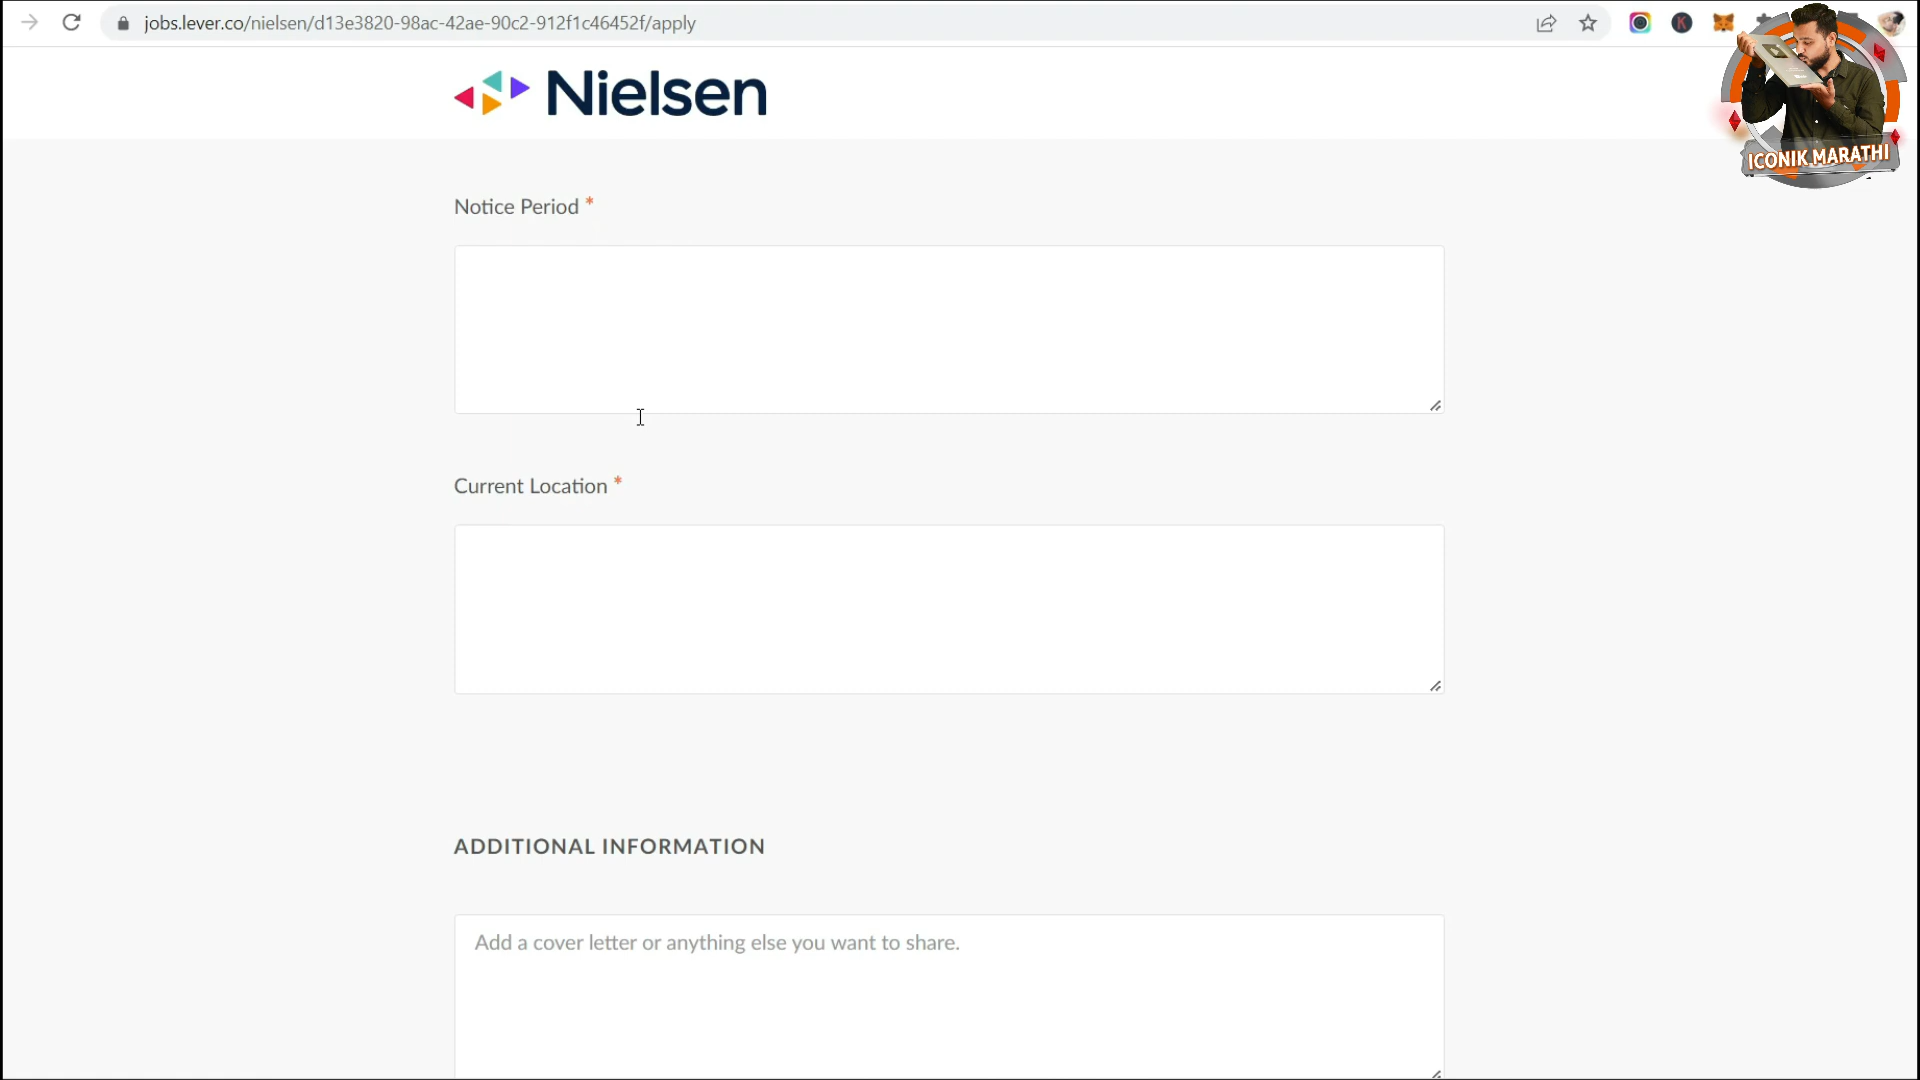 jobs.lever.co/nielsen/d13e3820-98ac-42ae-90c2-912f1c46452f/apply
K
Nielsen
ICONIK MARATHI
Notice Period *
Current Location *
ADDITIONAL INFORMATION
Add a cover letter or anything else you want to share.